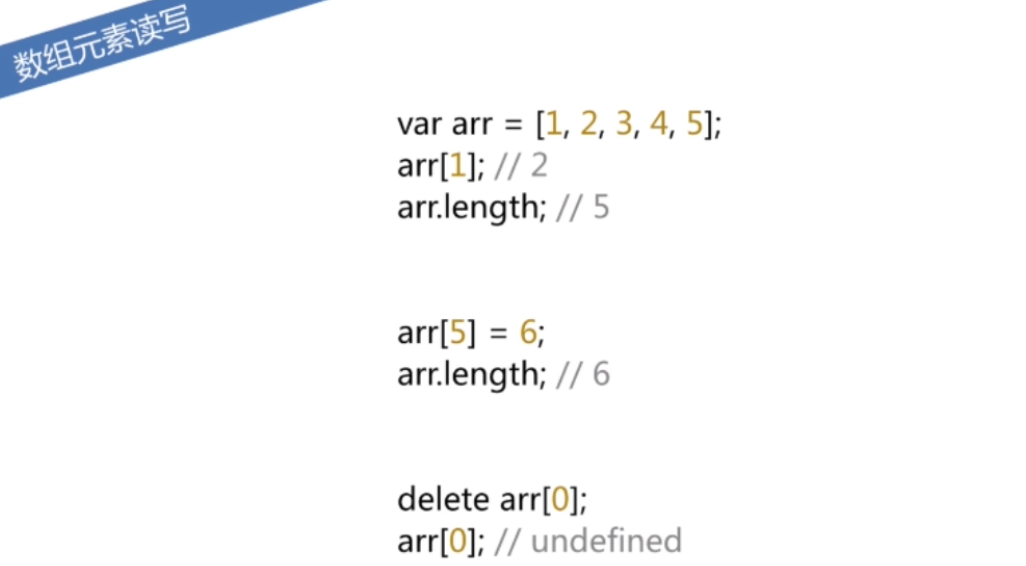 数组元素读写
var arr = [1, 2, 3, 4, 5];
arr[1]; // 2
arr.length; // 5
arr[5] = 6;
arr.length; // 6
delete arr[0];
arr[0]; // undefined